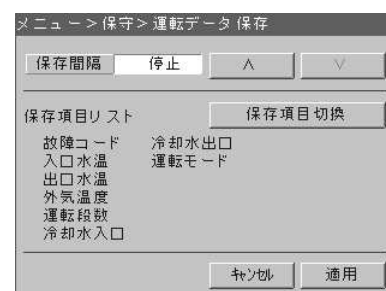 メニュー＞保守＞運転データ保存
保存間隔 停止 ∧ ∨
保存項目リスト 保存項目切換
故障コード 冷却水出口
入口水温 運転モード
出口水温
外気温度
運転段数
冷却水入口
ｷｬﾝｾﾙ 適用